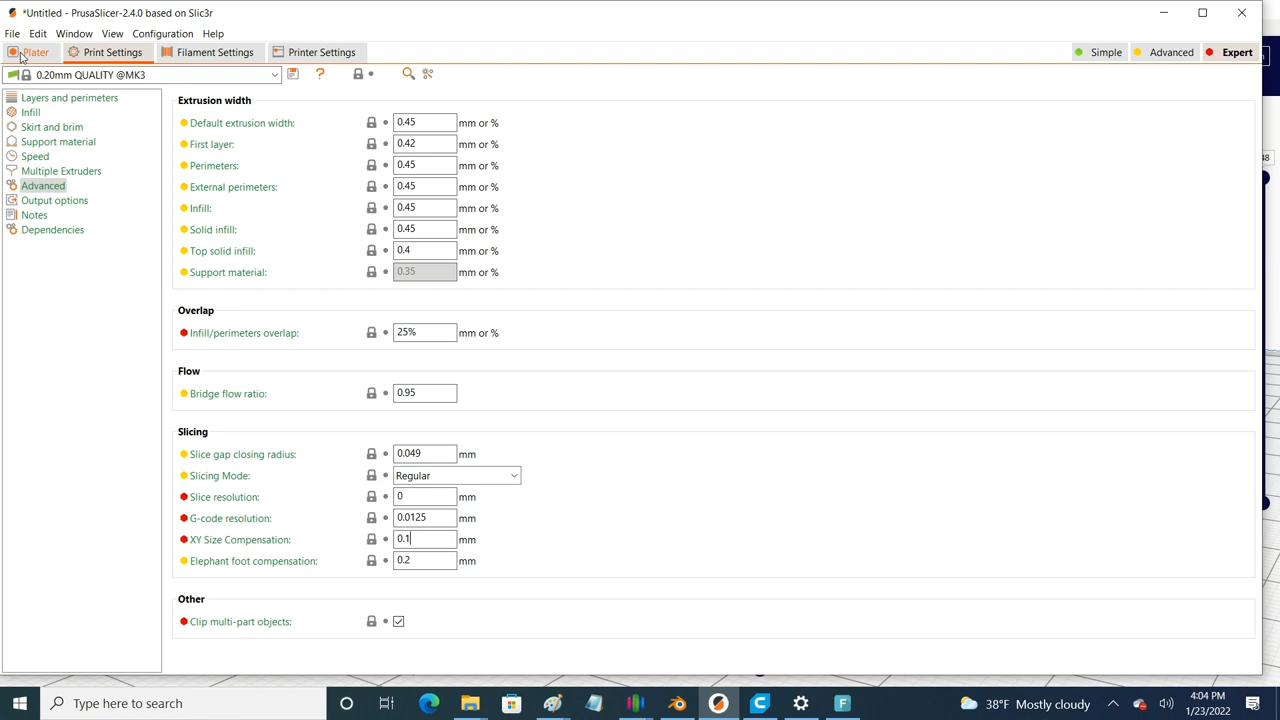 *Untitled - PrusaSlicer-2.4.0 based on Slic3r
File Edit Window View Configuration Help
Plater Print Settings Filament Settings Printer Settings Simple Advanced Expert
0.20mm QUALITY @MK3 ?
Layers and perimeters
Infill
Skirt and brim
Support material
Speed
Multiple Extruders
Advanced
Output options
Notes
Dependencies
Extrusion width
Default extrusion width: 0.45 mm or %
First layer: 0.42 mm or %
Perimeters: 0.45 mm or %
External perimeters: 0.45 mm or %
Infill: 0.45 mm or %
Solid infill: 0.45 mm or %
Top solid infill: 0.4 mm or %
Support material: 0.35 mm or %
Overlap
Infill/perimeters overlap: 25% mm or %
Flow
Bridge flow ratio: 0.95
Slicing
Slice gap closing radius: 0.049 mm
Slicing Mode: Regular
Slice resolution: 0 mm
G-code resolution: 0.0125 mm
XY Size Compensation: 0.1 mm
Elephant foot compensation: 0.2 mm
Other
Clip multi-part objects:
Type here to search
38°F Mostly cloudy
4:04 PM
1/23/2022